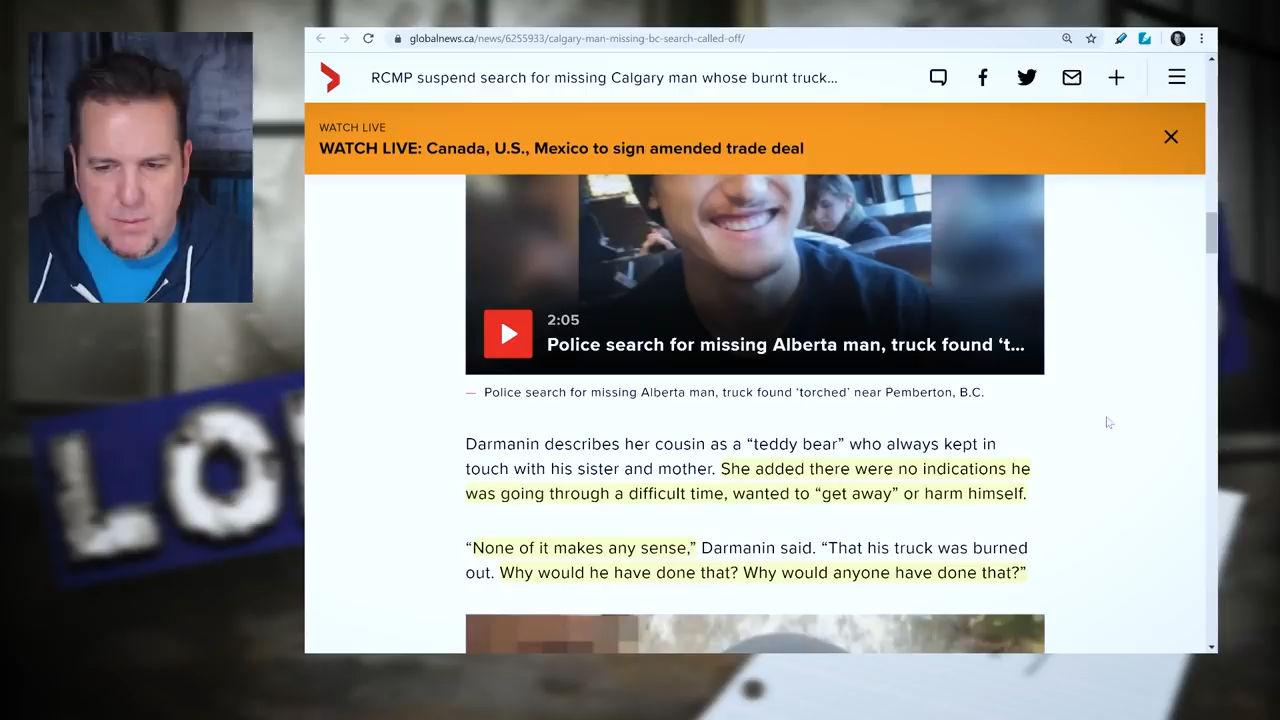 globalnews.ca/news/6255933/calgary-man-missing-bc-search-called-off/
RCMP suspend search for missing Calgary man whose burnt truck...
WATCH LIVE
WATCH LIVE: Canada, U.S., Mexico to sign amended trade deal
2:05
Police search for missing Alberta man, truck found ‘t...
— Police search for missing Alberta man, truck found ‘torched’ near Pemberton, B.C.
Darmanin describes her cousin as a “teddy bear” who always kept in
touch with his sister and mother. She added there were no indications he
was going through a difficult time, wanted to “get away” or harm himself.
“None of it makes any sense,” Darmanin said. “That his truck was burned
out. Why would he have done that? Why would anyone have done that?”
LO